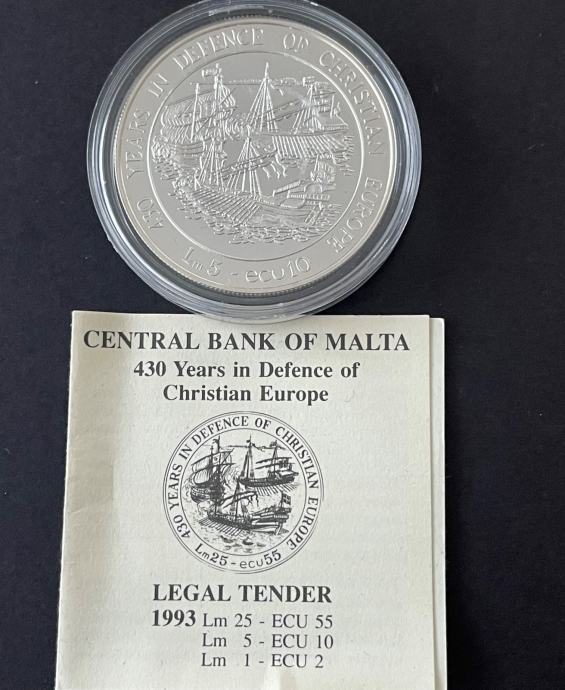 430 YEARS IN DEFENCE OF CHRISTIAN EUROPE
Lm 5 - ecu 10
CENTRAL BANK OF MALTA
430 Years in Defence of
Christian Europe
430 YEARS IN DEFENCE OF CHRISTIAN EUROPE
Lm25 - ecu55
LEGAL TENDER
1993 Lm 25 - ECU 55
Lm 5 - ECU 10
Lm 1 - ECU 2